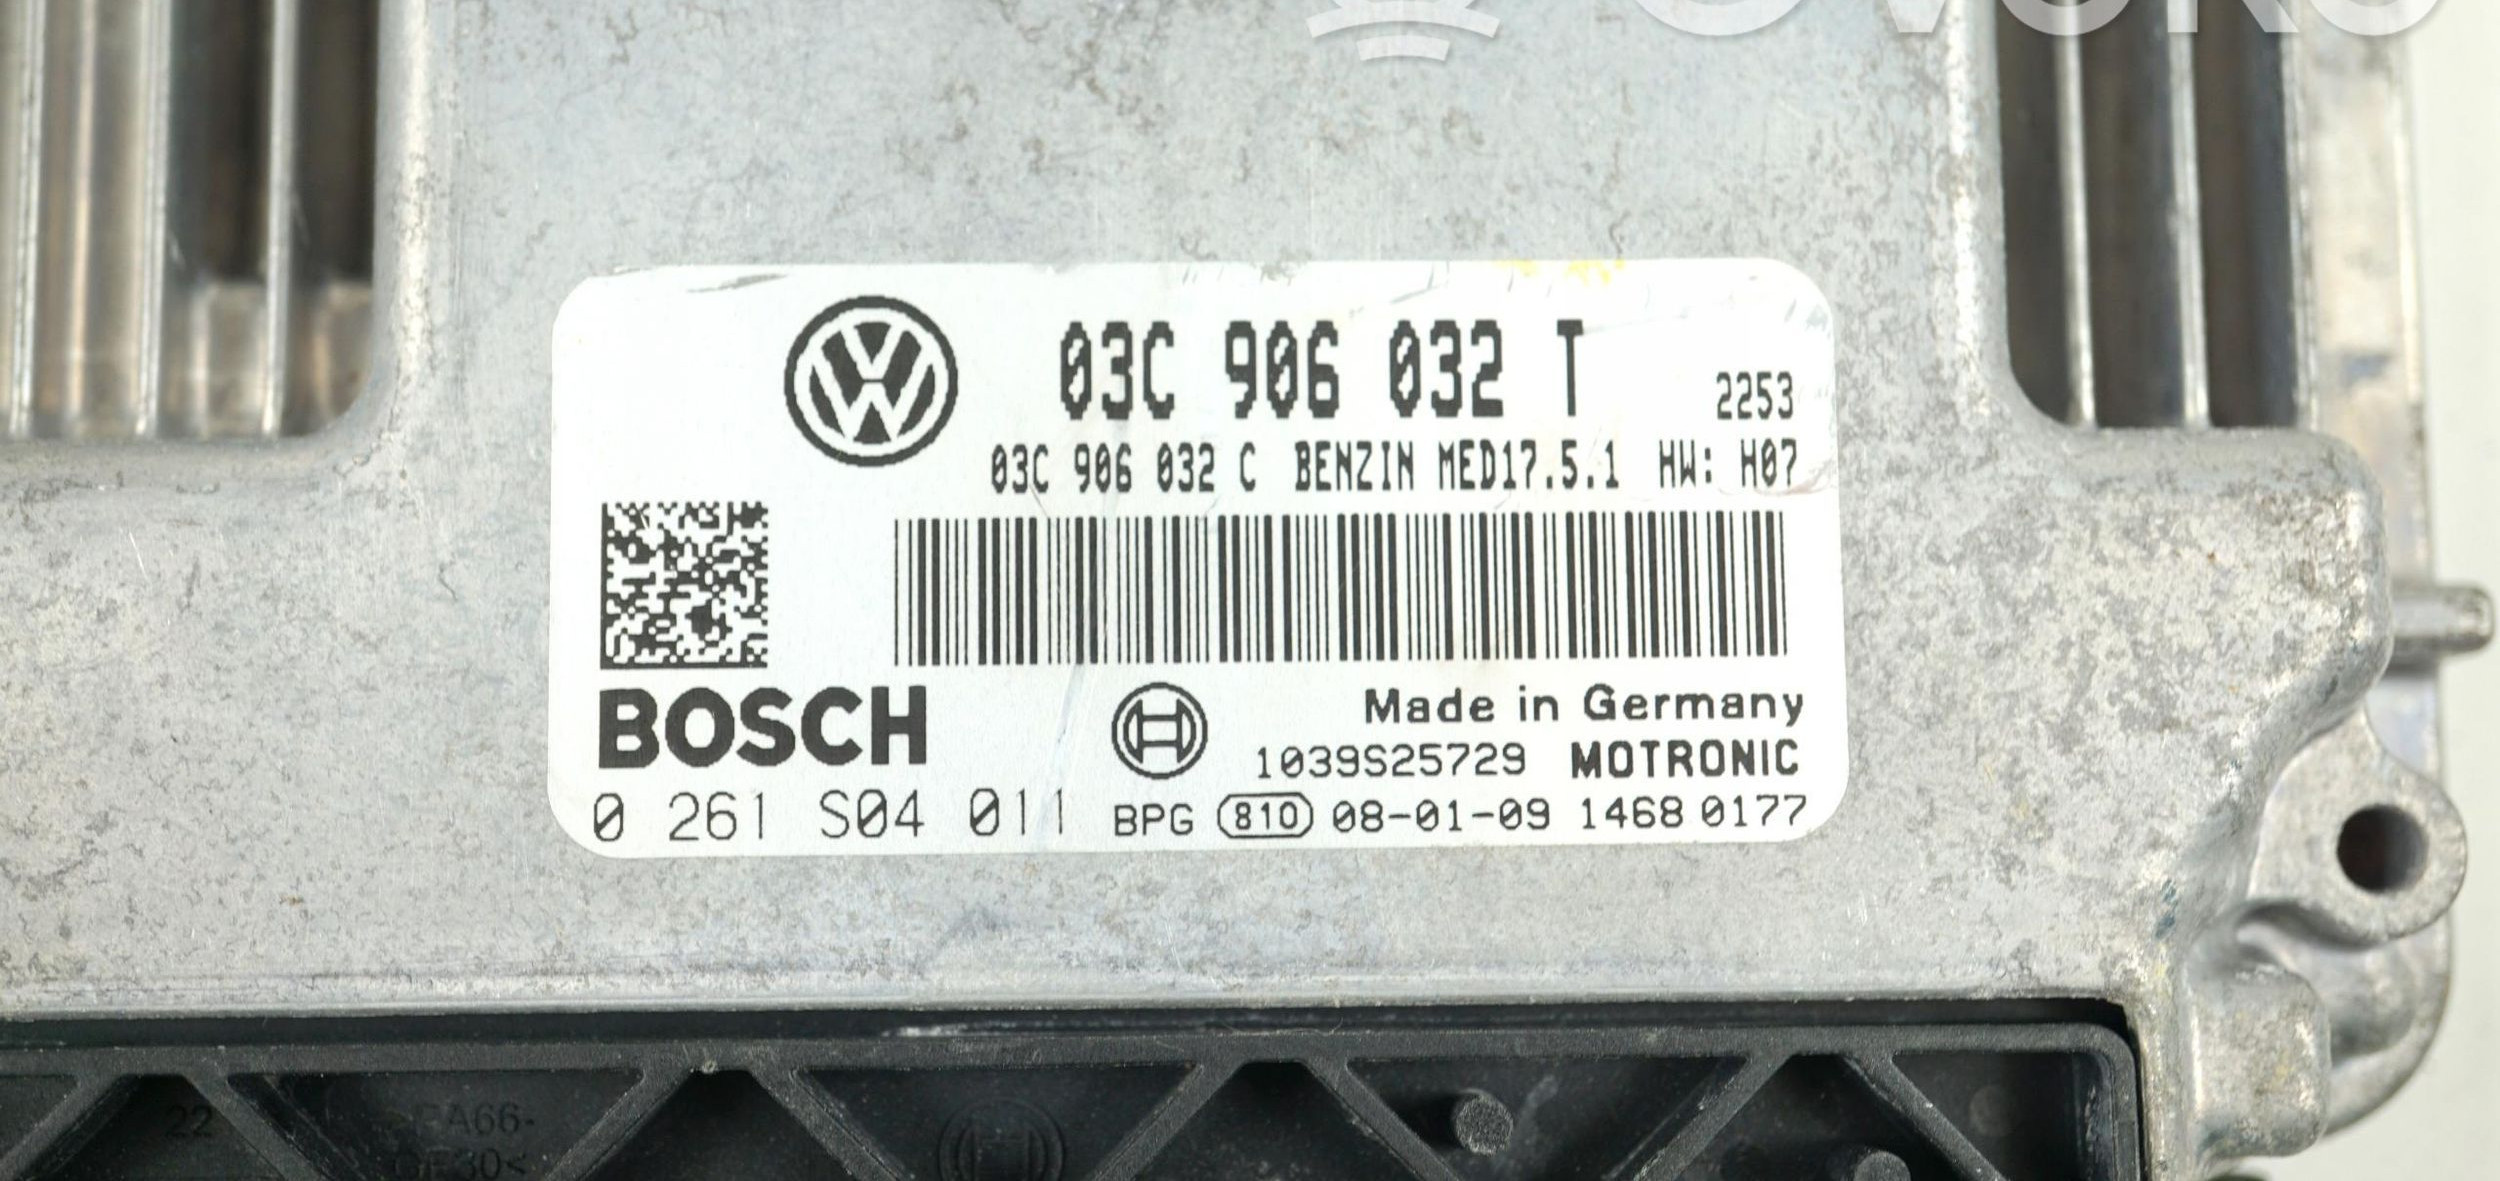 03C 906 032 T
2253
03C 906 032 C BENZIN MED17.5.1 HW: H07
BOSCH
Made in Germany
1039S25729 MOTRONIC
0 261 S04 011 BPG 810 08-01-09 1468 0177
22